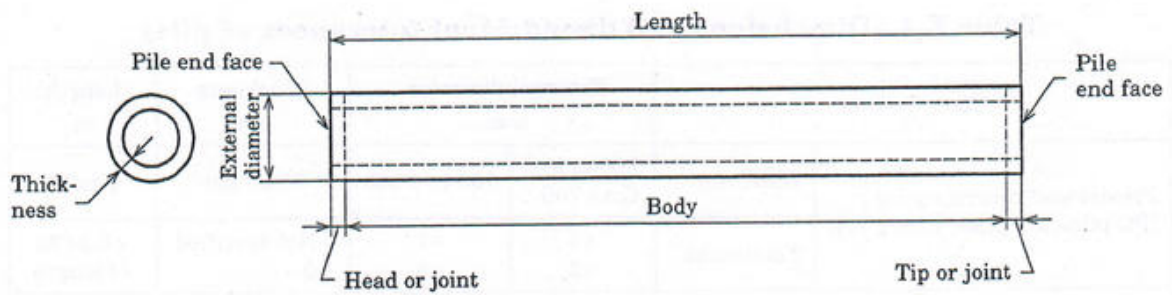 Length
Pile end face
Pile
end face
External
diameter
Thick-
ness
Body
Head or joint
Tip or joint